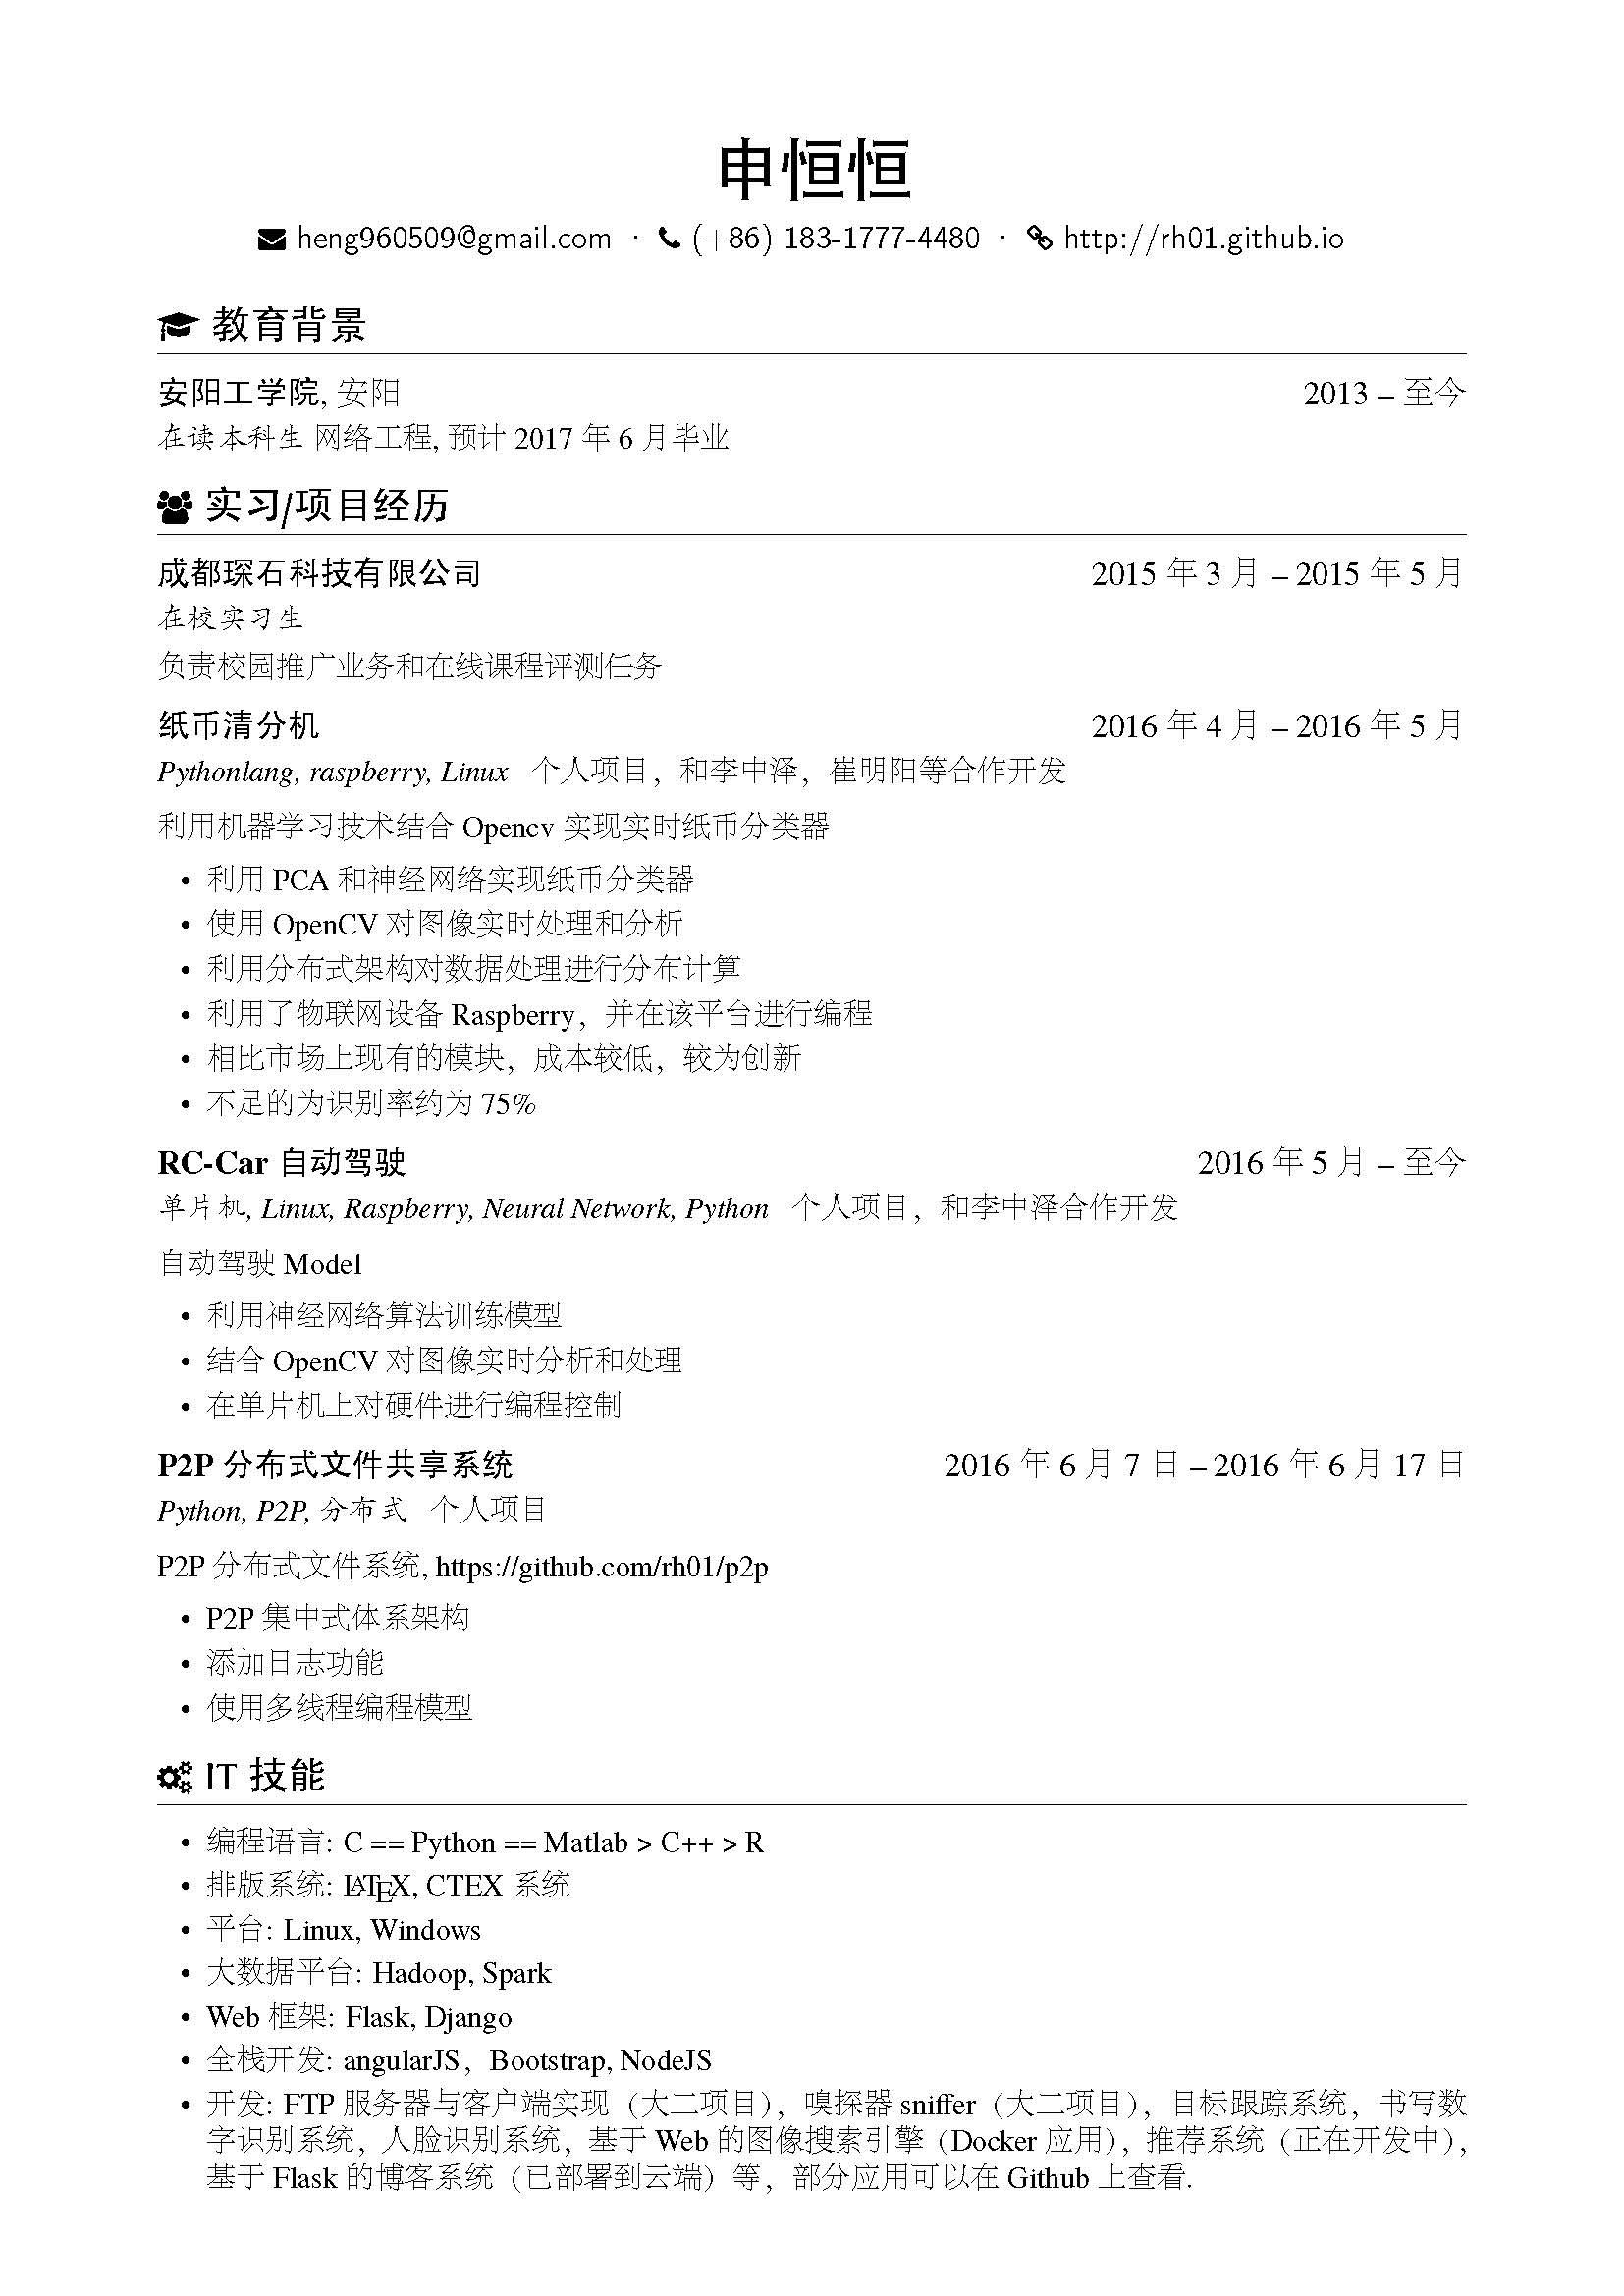 申恒恒
heng960509@gmail.com · (+86) 183-1777-4480 · http://rh01.github.io
教育背景
安阳工学院, 安阳 2013 – 至今
在读本科生 网络工程, 预计 2017 年 6 月毕业
实习/项目经历
成都琛石科技有限公司 2015 年 3 月 – 2015 年 5 月
在校实习生
负责校园推广业务和在线课程评测任务
纸币清分机 2016 年 4 月 – 2016 年 5 月
Pythonlang, raspberry, Linux 个人项目，和李中泽，崔明阳等合作开发
利用机器学习技术结合 Opencv 实现实时纸币分类器
• 利用 PCA 和神经网络实现纸币分类器
• 使用 OpenCV 对图像实时处理和分析
• 利用分布式架构对数据处理进行分布计算
• 利用了物联网设备 Raspberry，并在该平台进行编程
• 相比市场上现有的模块，成本较低，较为创新
• 不足的为识别率约为 75%
RC-Car 自动驾驶 2016 年 5 月 – 至今
单片机, Linux, Raspberry, Neural Network, Python 个人项目，和李中泽合作开发
自动驾驶 Model
• 利用神经网络算法训练模型
• 结合 OpenCV 对图像实时分析和处理
• 在单片机上对硬件进行编程控制
P2P 分布式文件共享系统 2016 年 6 月 7 日 – 2016 年 6 月 17 日
Python, P2P, 分布式 个人项目
P2P 分布式文件系统, https://github.com/rh01/p2p
• P2P 集中式体系架构
• 添加日志功能
• 使用多线程编程模型
IT 技能
• 编程语言: C == Python == Matlab > C++ > R
• 排版系统: LATEX, CTEX 系统
• 平台: Linux, Windows
• 大数据平台: Hadoop, Spark
• Web 框架: Flask, Django
• 全栈开发: angularJS，Bootstrap, NodeJS
• 开发: FTP 服务器与客户端实现（大二项目），嗅探器 sniffer（大二项目），目标跟踪系统，书写数
字识别系统，人脸识别系统，基于 Web 的图像搜索引擎（Docker 应用），推荐系统（正在开发中），
基于 Flask 的博客系统（已部署到云端）等，部分应用可以在 Github 上查看.